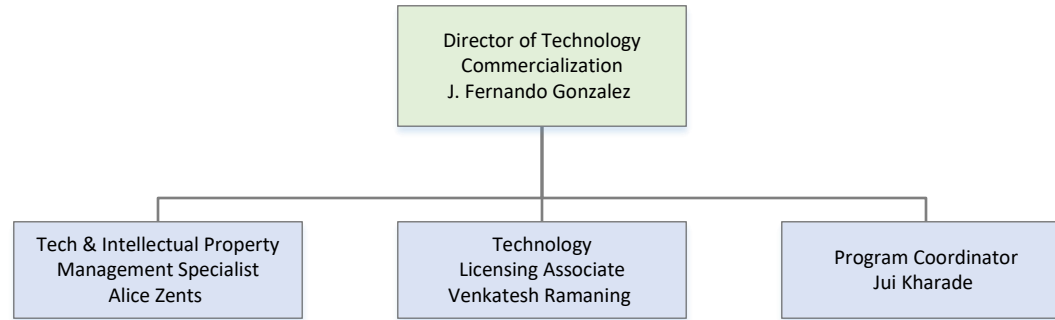 Director of Technology
Commercialization
J. Fernando Gonzalez
Tech & Intellectual Property
Management Specialist
Alice Zents
Technology
Licensing Associate
Venkatesh Ramaning
Program Coordinator
Jui Kharade